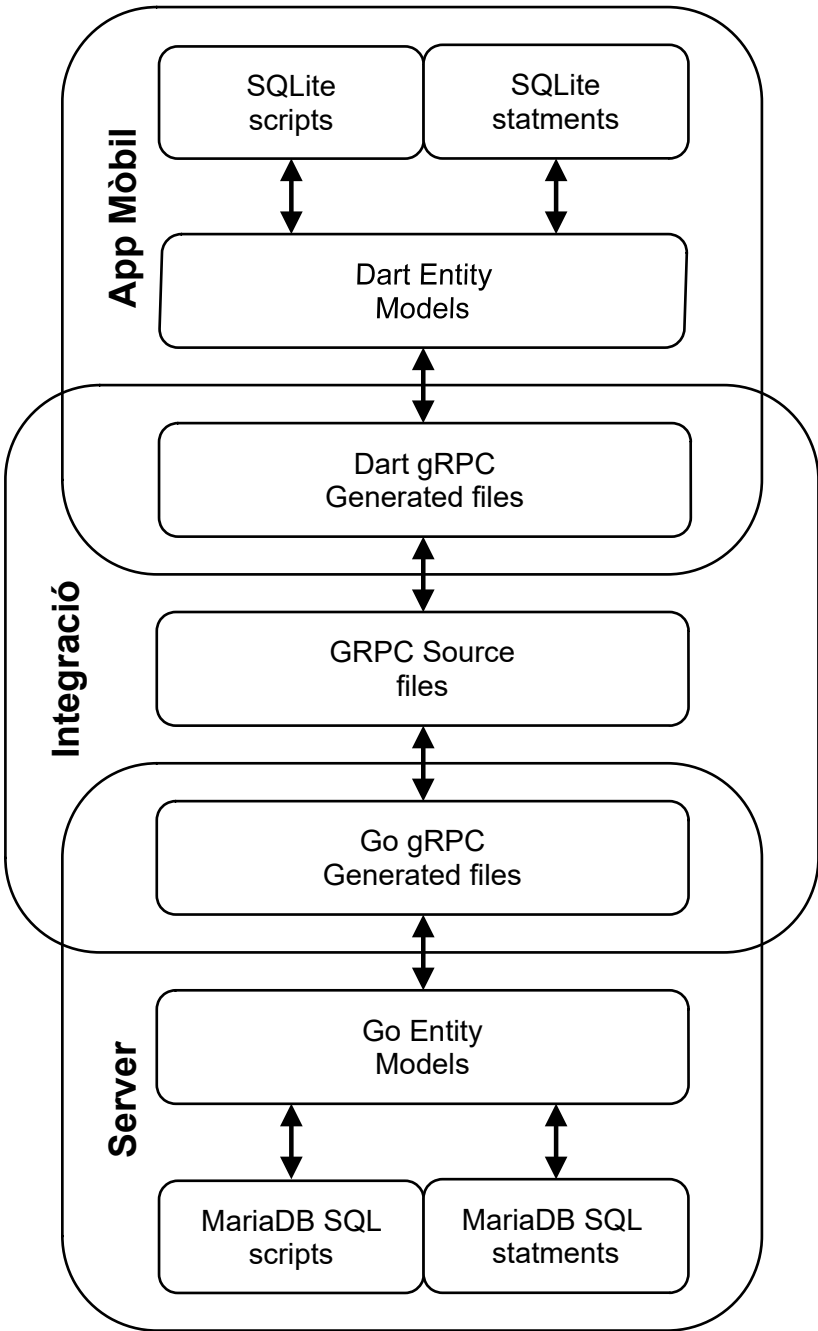 App Mòbil
SQLite
scripts
SQLite
statments
Dart Entity
Models
Dart gRPC
Generated files
Integració
GRPC Source
files
Go gRPC
Generated files
Server
Go Entity
Models
MariaDB SQL
scripts
MariaDB SQL
statments